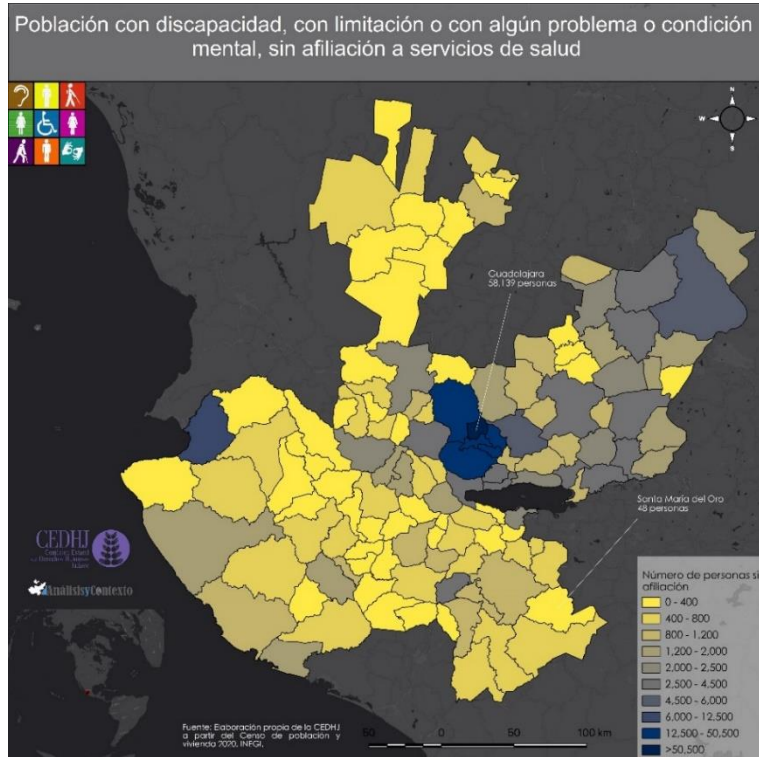 Población con discapacidad, con limitación o con algún problema o condición
mental, sin afiliación a servicios de salud
N
W
E
S
Guadalajara
58,139 personas
Santa María del Oro
48 personas
CEDHJ
AnálisisyContexto
Número de personas si
afiliación
0 - 400
400 - 800
800 - 1,200
1,200 - 2,000
2,000 - 2,500
2,500 - 4,500
4,500 - 6,000
6,000 - 12,500
12,500 - 50,500
>50,500
Fuente: Elaboración propia de la CEDHJ
a partir del Censo de población y
vivienda 2020, INEGI.
50
0
50
100 km